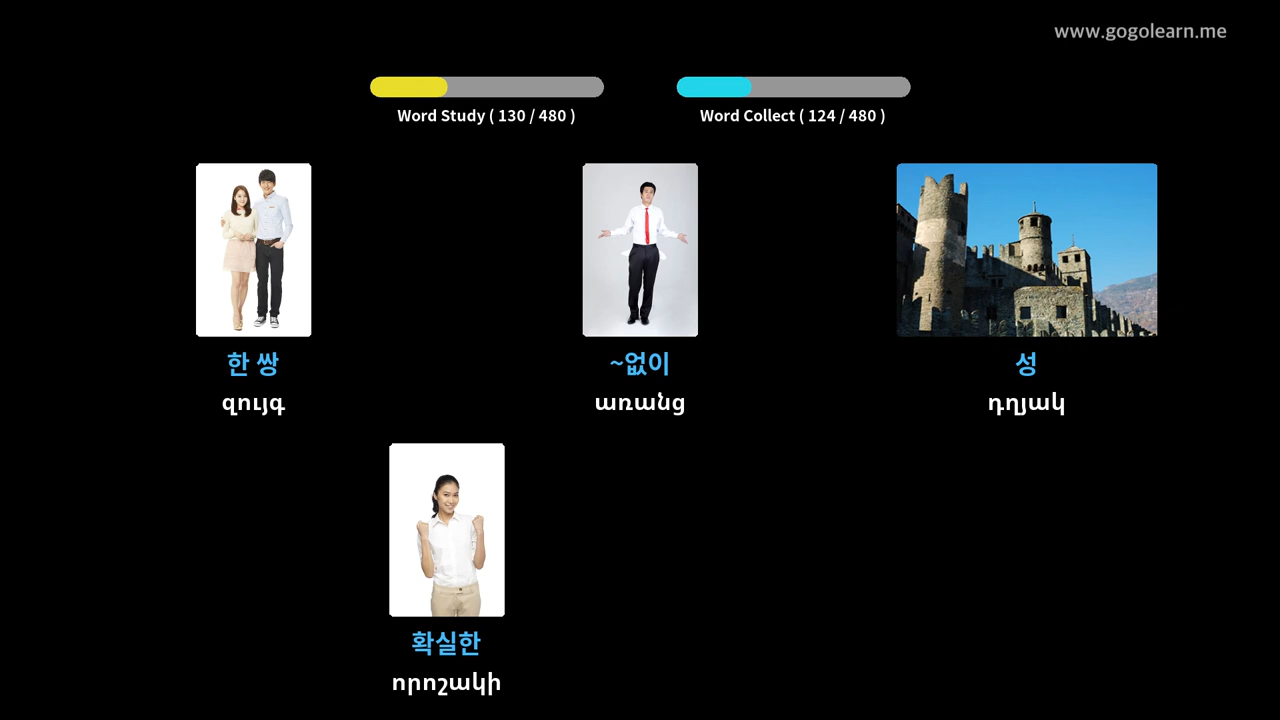 www.gogolearn.me
Word Study ( 130 / 480 )
Word Collect ( 124 / 480 )
한 쌍
զույգ
~없이
առանց
성
դղյակ
확실한
որոշակի